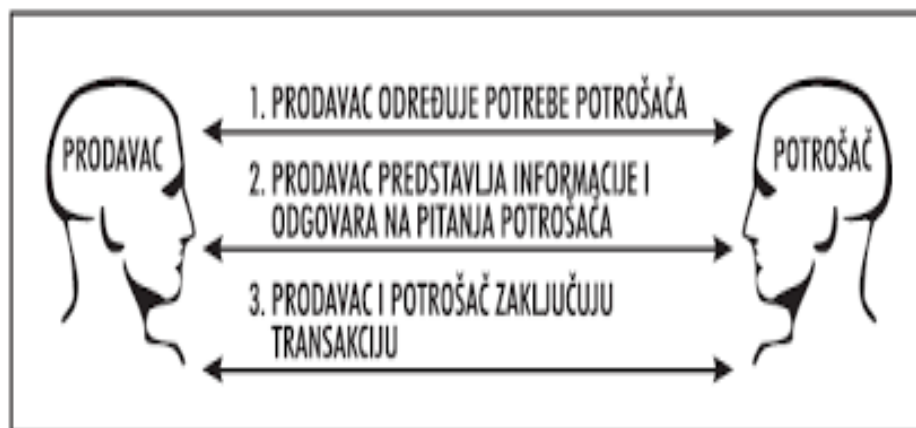 PRODAVAC
1. PRODAVAC ODREĐUJE POTREBE POTROŠAČA
2. PRODAVAC PREDSTAVLJA INFORMACIJE I
ODGOVARA NA PITANJA POTROŠAČA
3. PRODAVAC I POTROŠAČ ZAKLJUČUJU
TRANSAKCIJU
POTROŠAČ